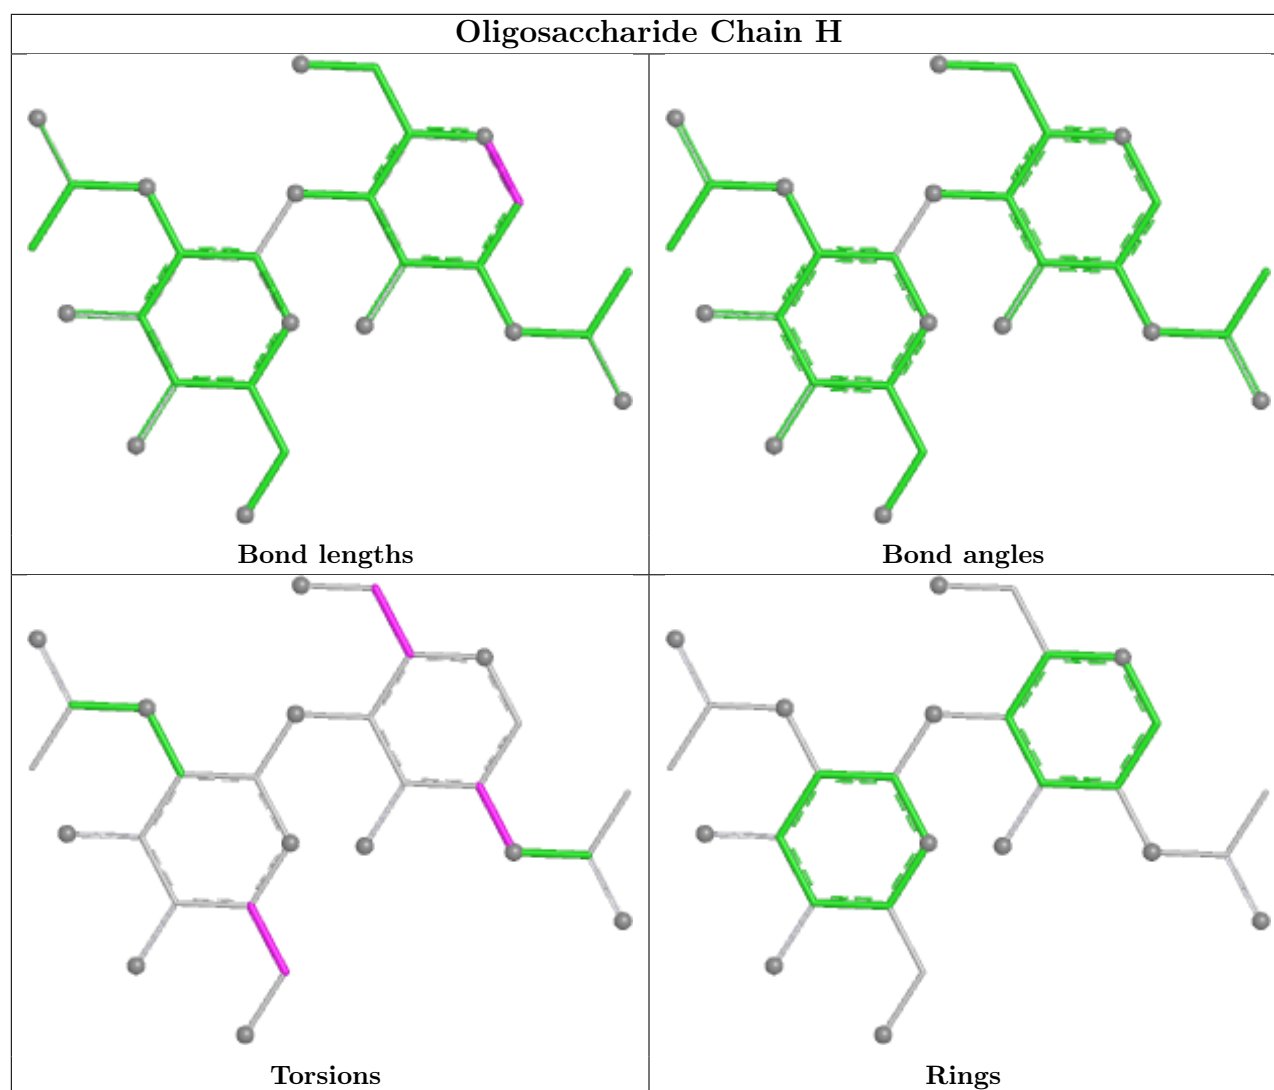 Oligosaccharide Chain H
Bond lengths
Bond angles
Torsions
Rings